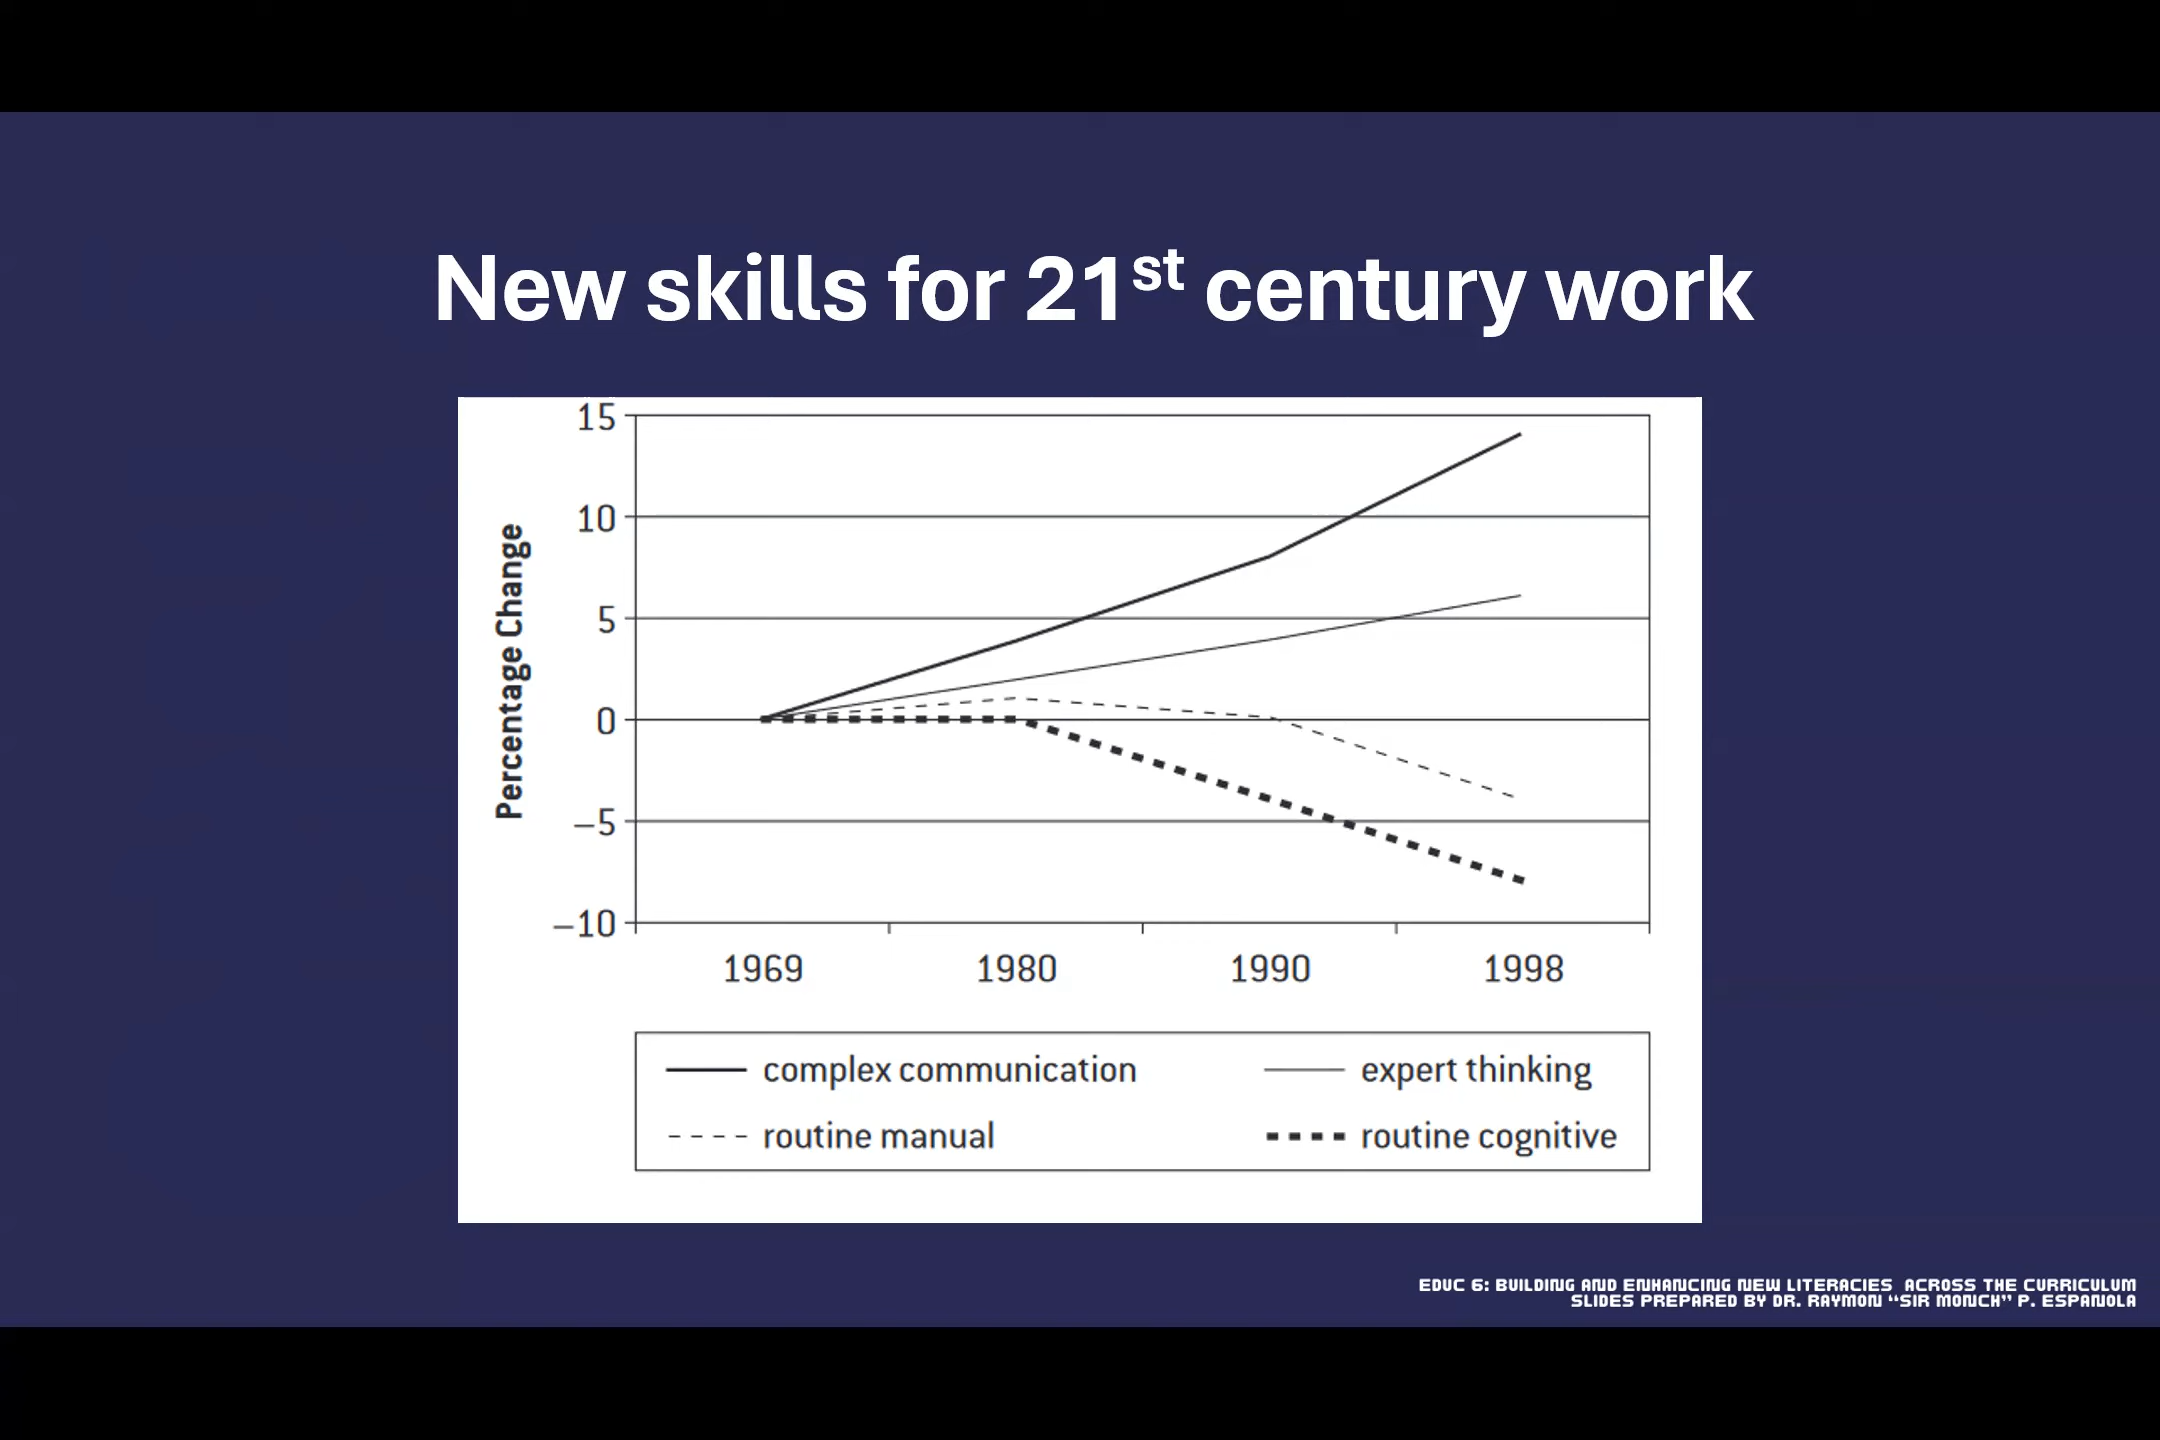 New skills for 21st century work
15
10
5
0
–5
–10
Percentage Change
1969 1980 1990 1998
complex communication expert thinking
routine manual routine cognitive
EDUC 6: BUILDING AND ENHANCING NEW LITERACIES ACROSS THE CURRICULUM
SLIDES PREPARED BY DR. RAYMON “SIR MONCH” P. ESPANOLA